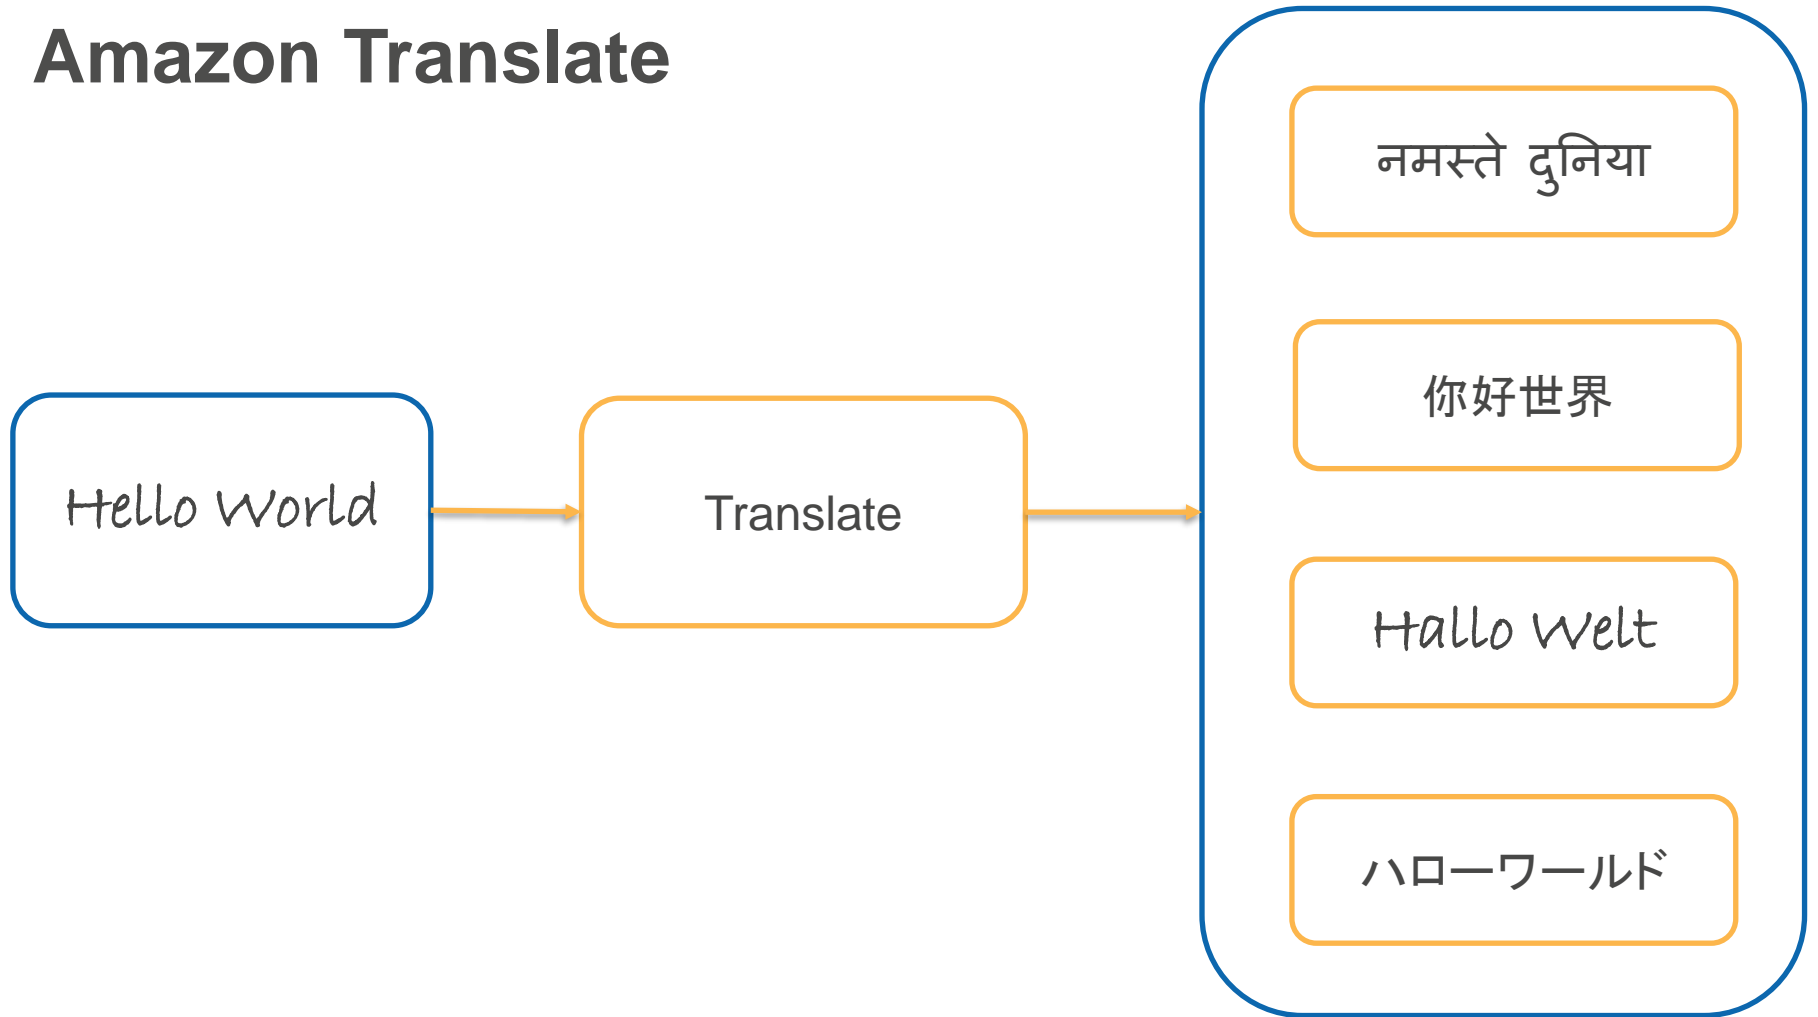 Amazon Translate
Hello World
Translate
नमस्ते दुनिया
你好世界
Hallo Welt
ハローワールド